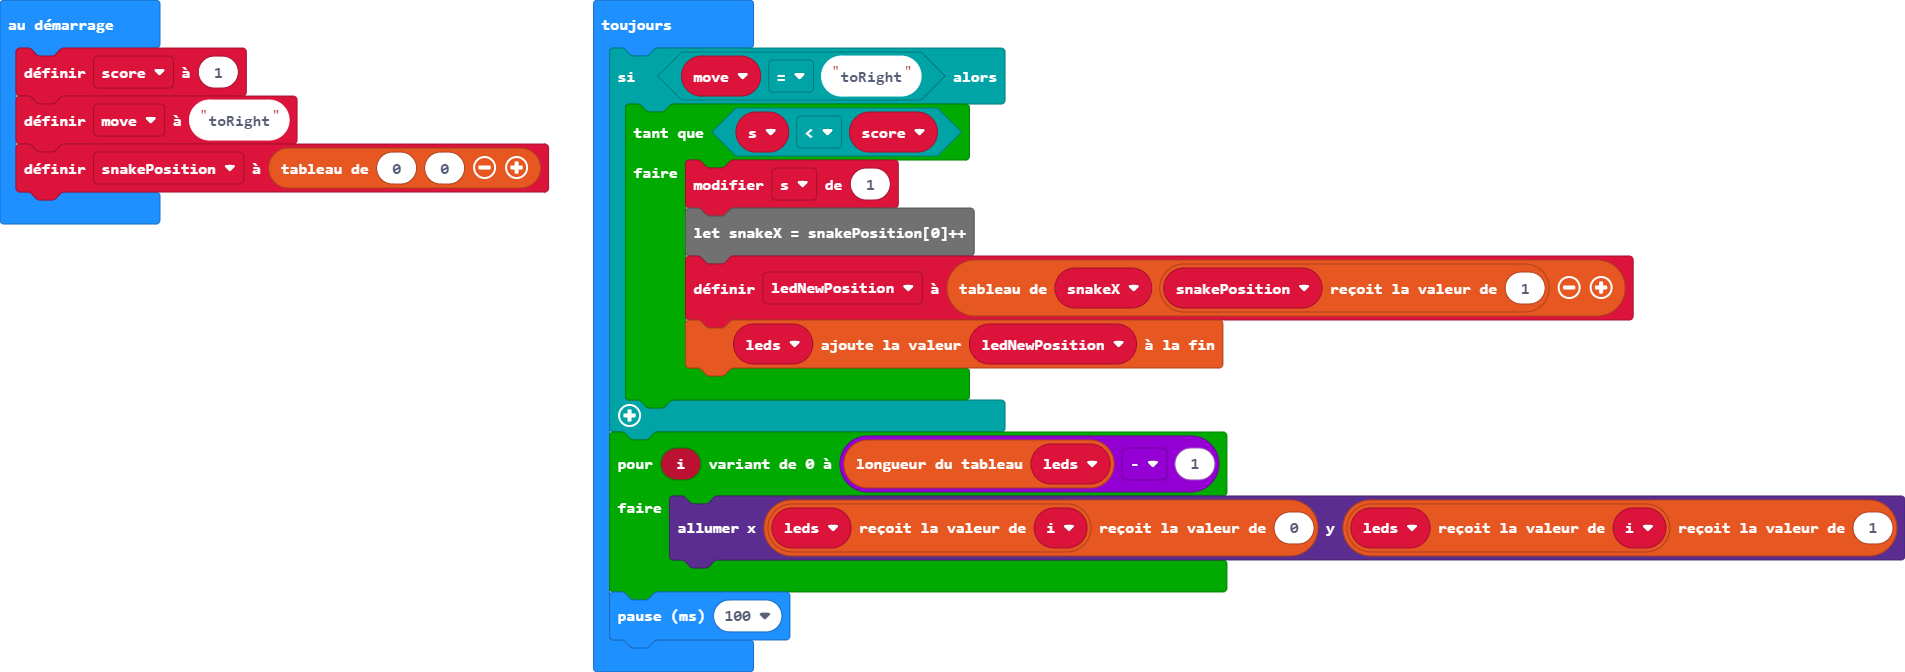 au démarrage
définir score à 1
définir move à "toRight"
définir snakePosition à tableau de 0 0
toujours
si move = "toRight" alors
tant que s < score
faire
modifier s de 1
let snakeX = snakePosition[0]++
définir ledNewPosition à tableau de snakeX snakePosition reçoit la valeur de 1
leds ajoute la valeur ledNewPosition à la fin
pour i variant de 0 à longueur du tableau leds - 1
faire
allumer x leds reçoit la valeur de i reçoit la valeur de 0 y leds reçoit la valeur de i reçoit la valeur de 1
pause (ms) 100